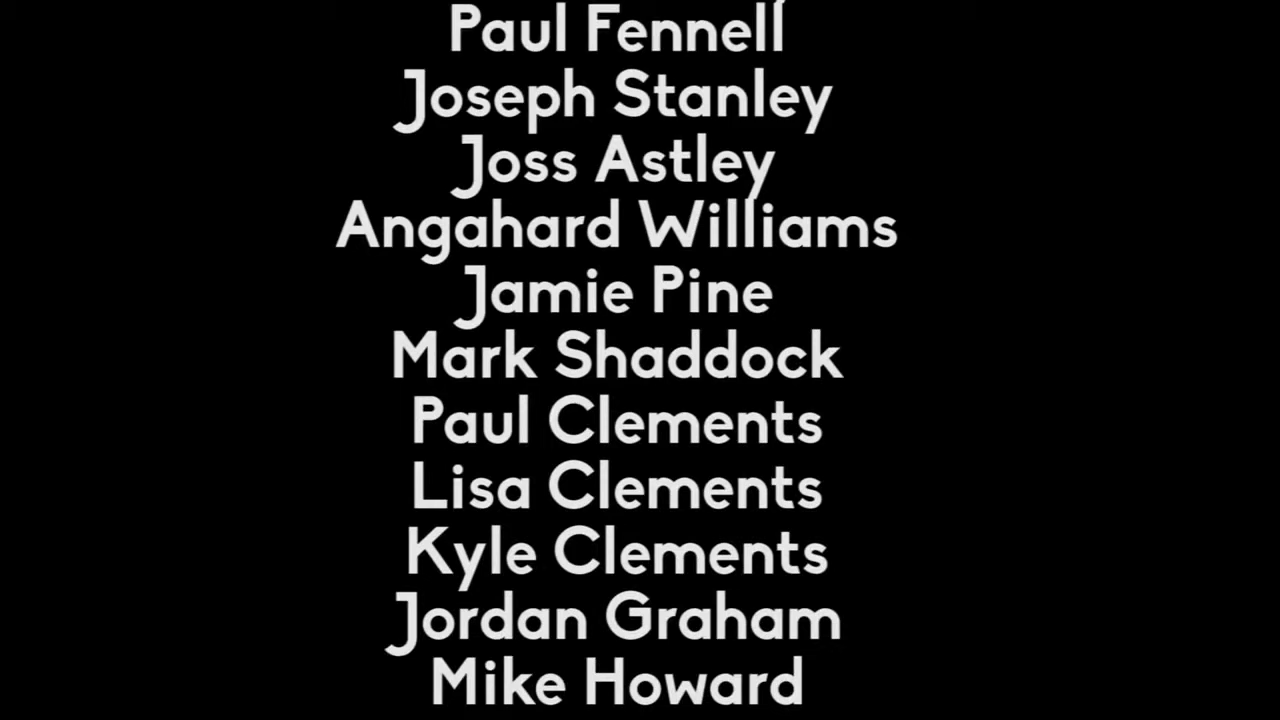 Paul Fennell
Joseph Stanley
Joss Astley
Angahard Williams
Jamie Pine
Mark Shaddock
Paul Clements
Lisa Clements
Kyle Clements
Jordan Graham
Mike Howard